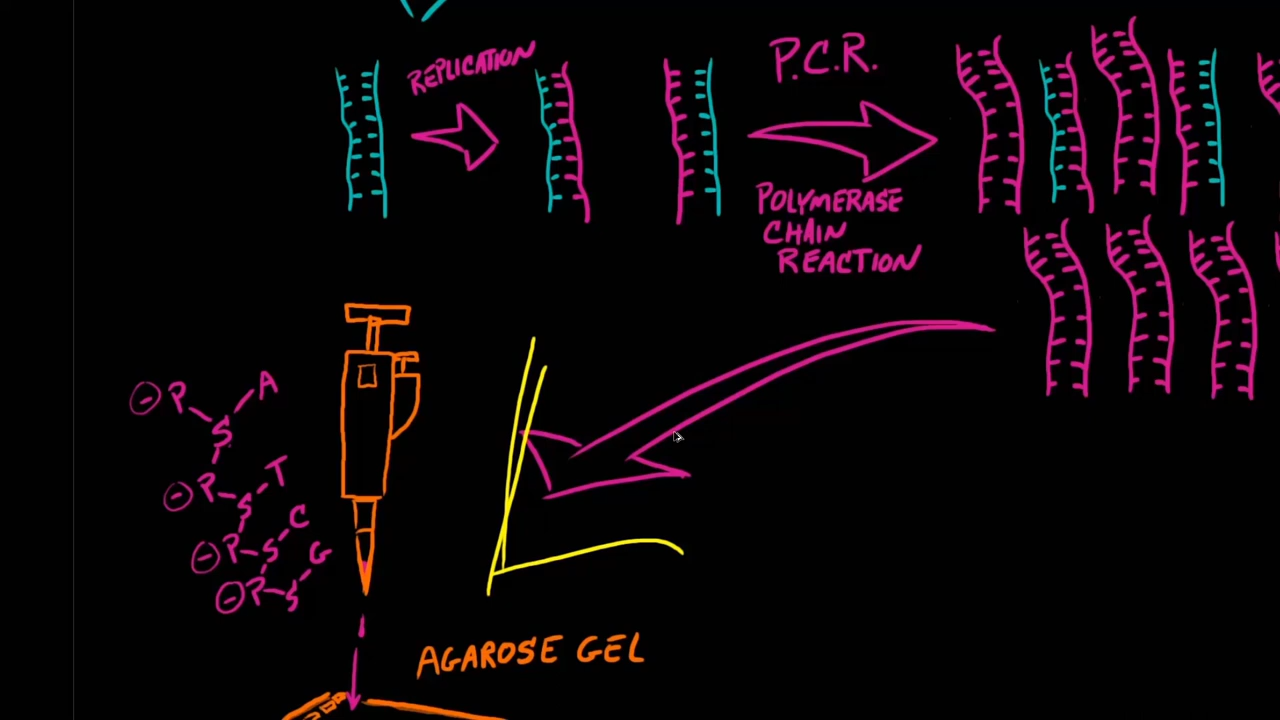 REPLICATION
P.C.R.
POLYMERASE
CHAIN
REACTION
- P S A
- P S T
- P S C
- P S G
AGAROSE GEL